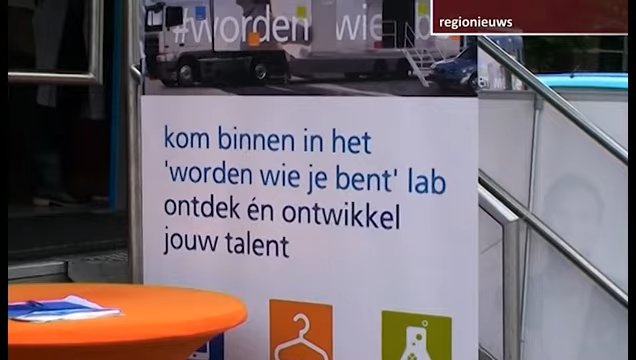 regionieuws
#worden wie
kom binnen in het
'worden wie je bent' lab
ontdek én ontwikkel
jouw talent